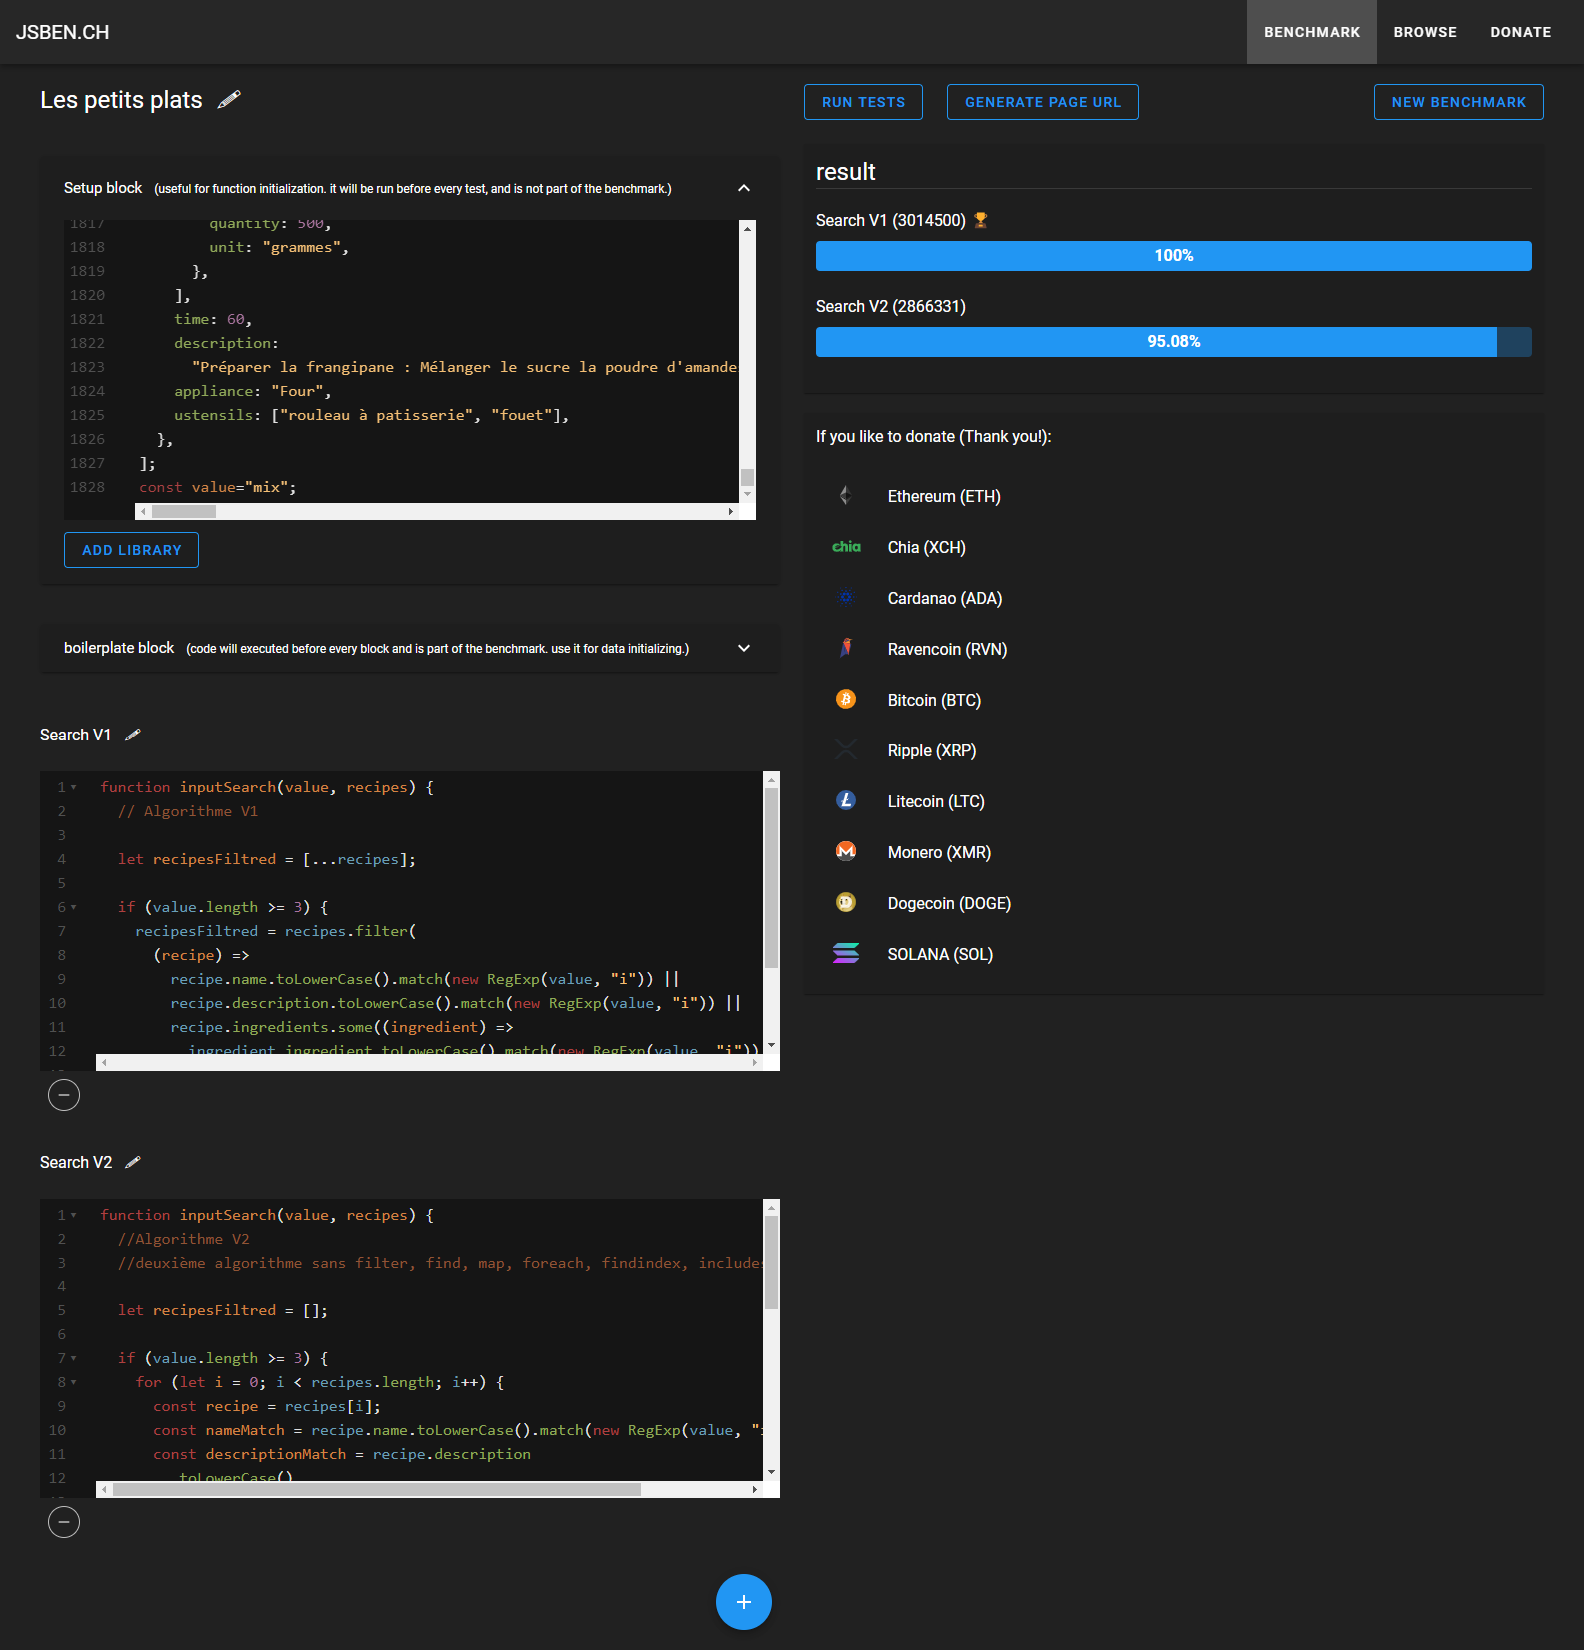 JSBEN.CH
BENCHMARK
BROWSE
DONATE
Les petits plats
RUN TESTS
GENERATE PAGE URL
NEW BENCHMARK
Setup block (useful for function initialization. it will be run before every test, and is not part of the benchmark.)
1817 quantity: 500,
1818 unit: "grammes",
1819 },
1820 ],
1821 time: 60,
1822 description:
1823 "Préparer la frangipane : Mélanger le sucre la poudre d'amande
1824 appliance: "Four",
1825 ustensils: ["rouleau à patisserie", "fouet"],
1826 },
1827 ];
1828 const value="mix";
ADD LIBRARY
boilerplate block (code will executed before every block and is part of the benchmark. use it for data initializing.)
Search V1
1 function inputSearch(value, recipes) {
2 // Algorithme V1
3
4 let recipesFiltred = [...recipes];
5
6 if (value.length >= 3) {
7 recipesFiltred = recipes.filter(
8 (recipe) =>
9 recipe.name.toLowerCase().match(new RegExp(value, "i")) ||
10 recipe.description.toLowerCase().match(new RegExp(value, "i")) ||
11 recipe.ingredients.some((ingredient) =>
12 ingredient.ingredient.toLowerCase().match(new RegExp(value, "i"))
Search V2
1 function inputSearch(value, recipes) {
2 //Algorithme V2
3 //deuxième algorithme sans filter, find, map, foreach, findindex, includes
4
5 let recipesFiltred = [];
6
7 if (value.length >= 3) {
8 for (let i = 0; i < recipes.length; i++) {
9 const recipe = recipes[i];
10 const nameMatch = recipe.name.toLowerCase().match(new RegExp(value, "i
11 const descriptionMatch = recipe.description
12 .toLowerCase()
result
Search V1 (3014500)
100%
Search V2 (2866331)
95.08%
If you like to donate (Thank you!):
Ethereum (ETH)
chia Chia (XCH)
Cardanao (ADA)
Ravencoin (RVN)
Bitcoin (BTC)
Ripple (XRP)
Litecoin (LTC)
Monero (XMR)
Dogecoin (DOGE)
SOLANA (SOL)